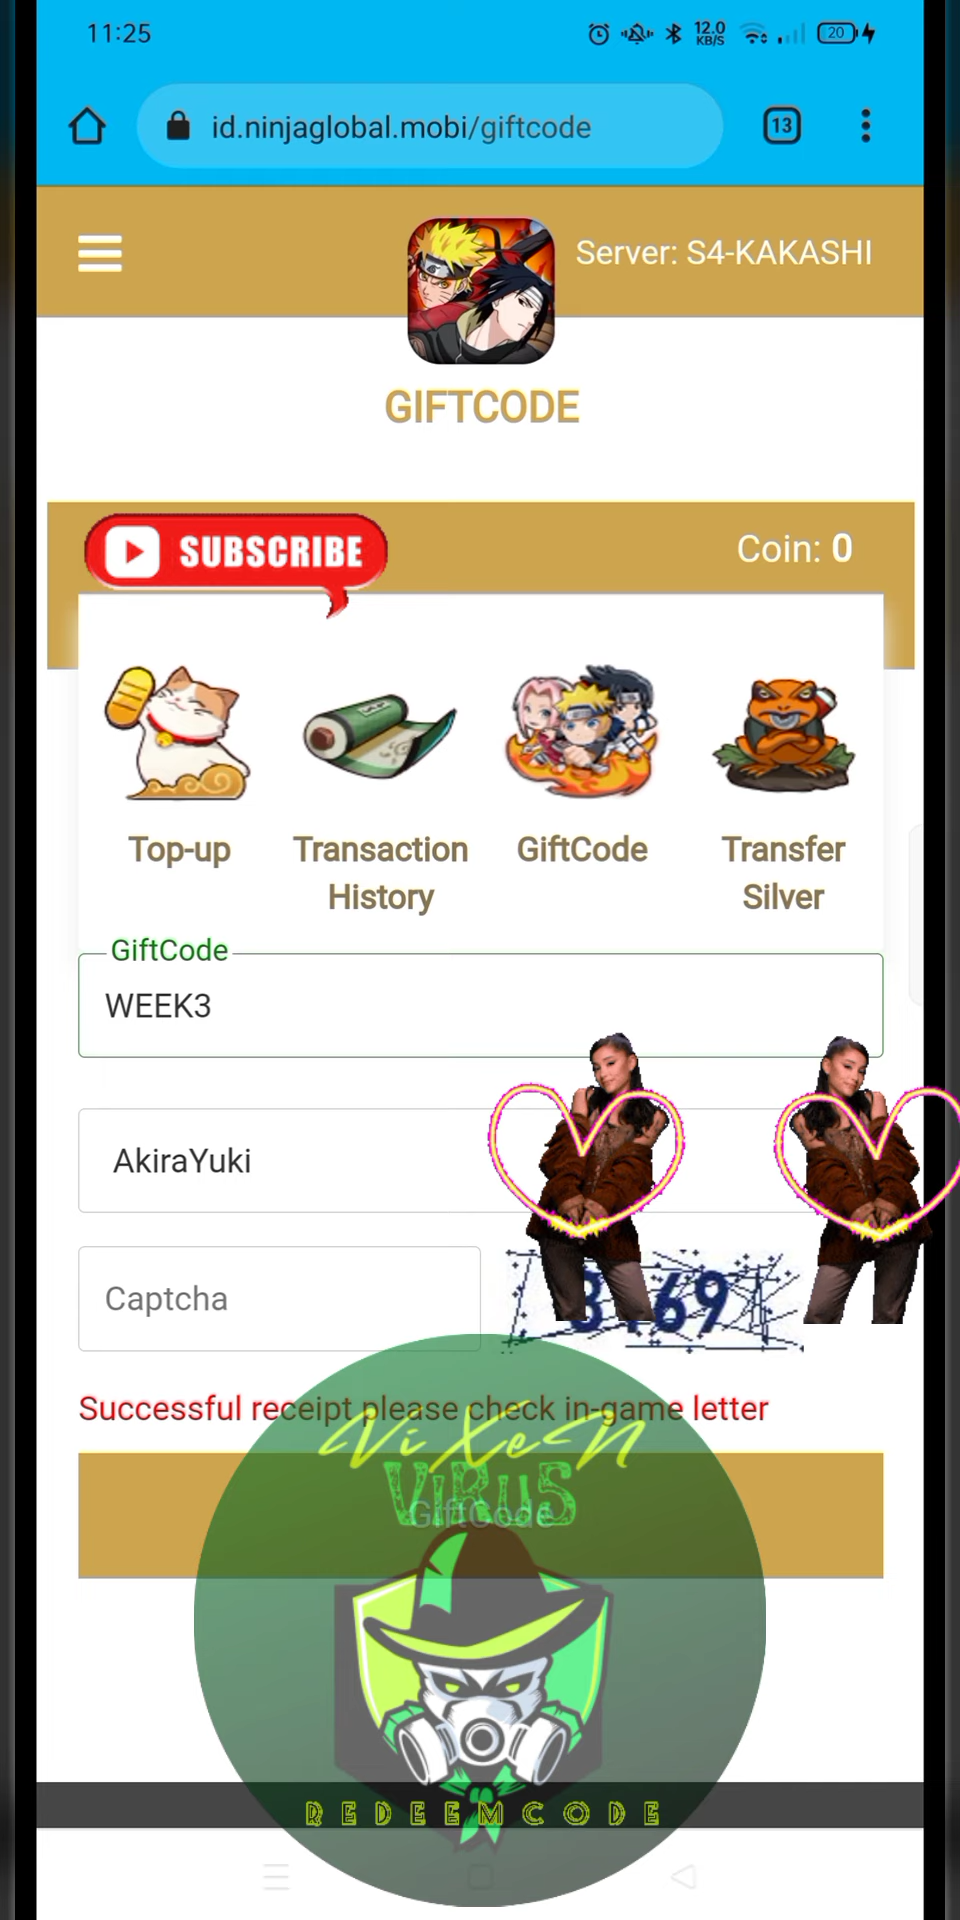 11:25
12.0
KB/S
20
id.ninjaglobal.mobi/giftcode
13
Server: S4-KAKASHI
GIFTCODE
SUBSCRIBE
Coin: 0
Top-up
Transaction
History
GiftCode
Transfer
Silver
GiftCode
WEEK3
AkiraYuki
Captcha
Successful receipt please check in-game letter
ViXeN
ViRuS
GiftCode
REDEEMCODE